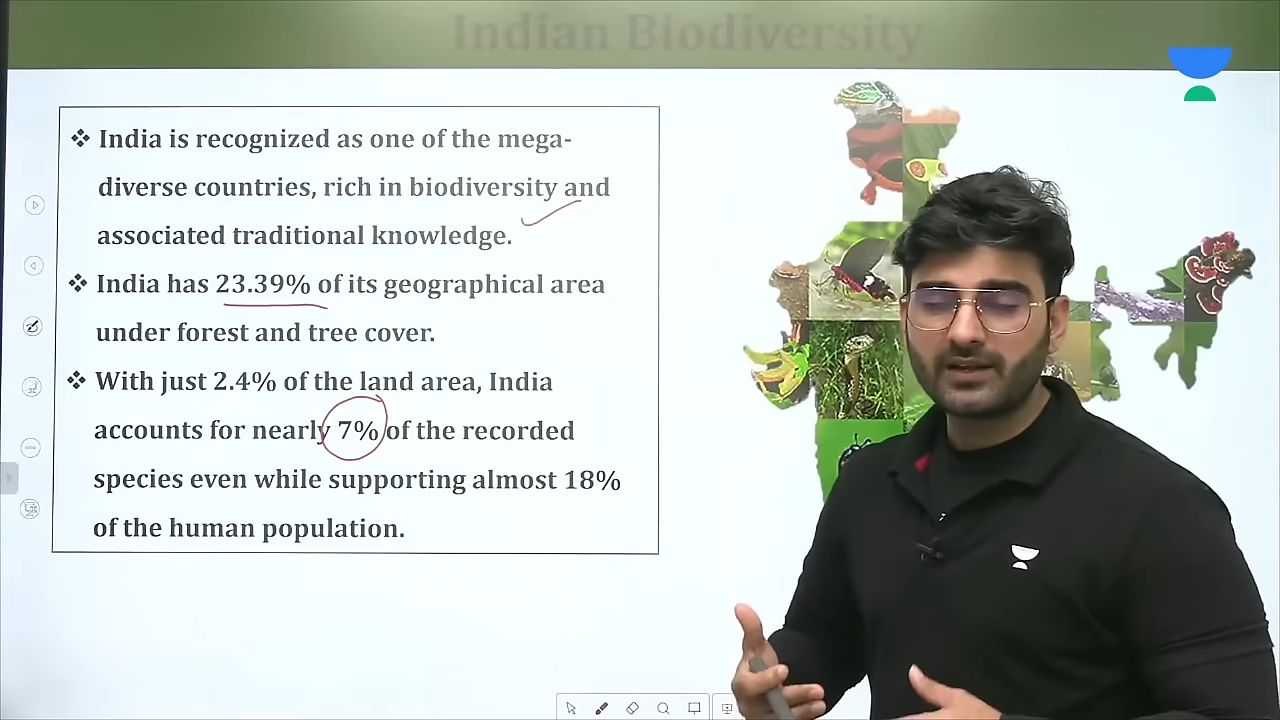 Indian Biodiversity
❖ India is recognized as one of the mega-
diverse countries, rich in biodiversity and
associated traditional knowledge.
❖ India has 23.39% of its geographical area
under forest and tree cover.
❖ With just 2.4% of the land area, India
accounts for nearly 7% of the recorded
species even while supporting almost 18%
of the human population.